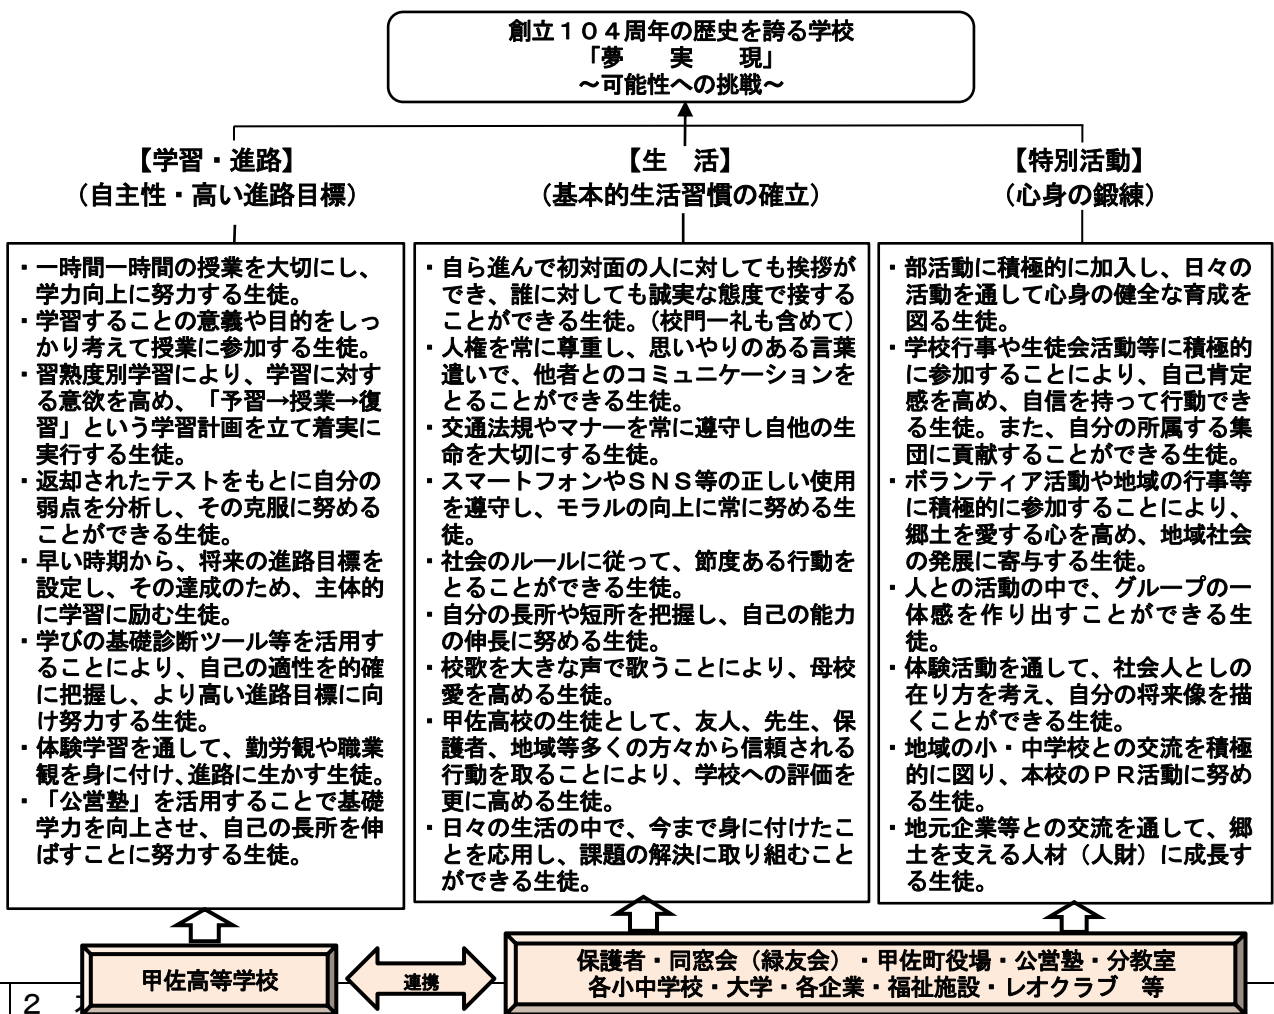 創立１０４周年の歴史を誇る学校
「夢　実　現」
～可能性への挑戦～
【学習・進路】
（自主性・高い進路目標）
・一時間一時間の授業を大切にし、
学力向上に努力する生徒。
・学習することの意義や目的をしっ
かり考えて授業に参加する生徒。
・習熟度別学習により、学習に対す
る意欲を高め、「予習→授業→復
習」という学習計画を立て着実に
実行する生徒。
・返却されたテストをもとに自分の
弱点を分析し、その克服に努める
ことができる生徒。
・早い時期から、将来の進路目標を
設定し、その達成のため、主体的
に学習に励む生徒。
・学びの基礎診断ツール等を活用す
ることにより、自己の適性を的確
に把握し、より高い進路目標に向
け努力する生徒。
・体験学習を通して、勤労観や職業
観を身に付け、進路に生かす生徒。
・「公営塾」を活用することで基礎
学力を向上させ、自己の長所を伸
ばすことに努力する生徒。
【生　活】
（基本的生活習慣の確立）
・自ら進んで初対面の人に対しても挨拶が
でき、誰に対しても誠実な態度で接する
ことができる生徒。（校門一礼も含めて）
・人権を常に尊重し、思いやりのある言葉
遣いで、他者とのコミュニケーションを
とることができる生徒。
・交通法規やマナーを常に遵守し自他の生
命を大切にする生徒。
・スマートフォンやＳＮＳ等の正しい使用
を遵守し、モラルの向上に常に努める生
徒。
・社会のルールに従って、節度ある行動を
とることができる生徒。
・自分の長所や短所を把握し、自己の能力
の伸長に努める生徒。
・校歌を大きな声で歌うことにより、母校
愛を高める生徒。
・甲佐高校の生徒として、友人、先生、保
護者、地域等多くの方々から信頼される
行動を取ることにより、学校への評価を
更に高める生徒。
・日々の生活の中で、今まで身に付けたこ
とを応用し、課題の解決に取り組むこと
ができる生徒。
【特別活動】
（心身の鍛練）
・部活動に積極的に加入し、日々の
活動を通して心身の健全な育成を
図る生徒。
・学校行事や生徒会活動等に積極的
に参加することにより、自己肯定
感を高め、自信を持って行動でき
る生徒。また、自分の所属する集
団に貢献することができる生徒。
・ボランティア活動や地域の行事等
に積極的に参加することにより、
郷土を愛する心を高め、地域社会
の発展に寄与する生徒。
・人との活動の中で、グループの一
体感を作り出すことができる生
徒。
・体験活動を通して、社会人としの
在り方を考え、自分の将来像を描
くことができる生徒。
・地域の小・中学校との交流を積極
的に図り、本校のＰＲ活動に努め
る生徒。
・地元企業等との交流を通して、郷
土を支える人材（人財）に成長す
る生徒。
甲佐高等学校
連携
保護者・同窓会（緑友会）・甲佐町役場・公営塾・分教室
各小中学校・大学・各企業・福祉施設・レオクラブ　等
２